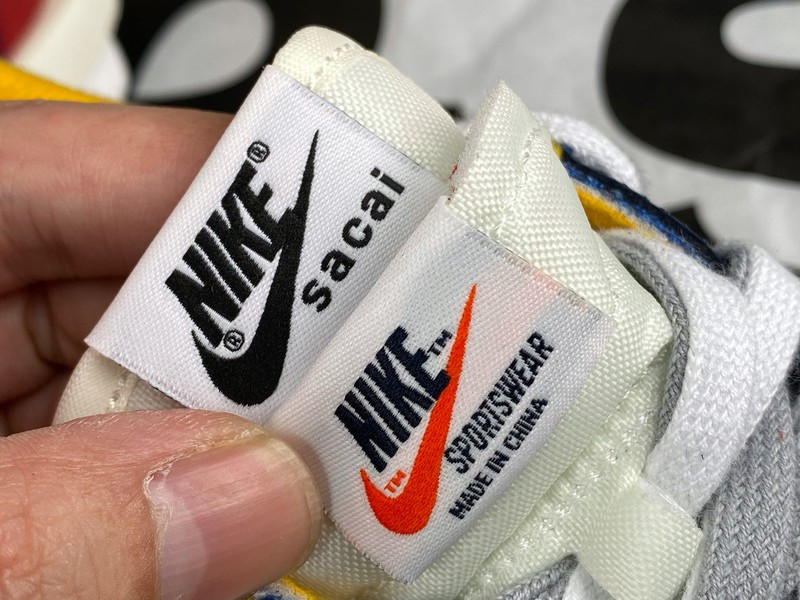 NIKE®
®
sacai
NIKE™
™
SPORTSWEAR
MADE IN CHINA